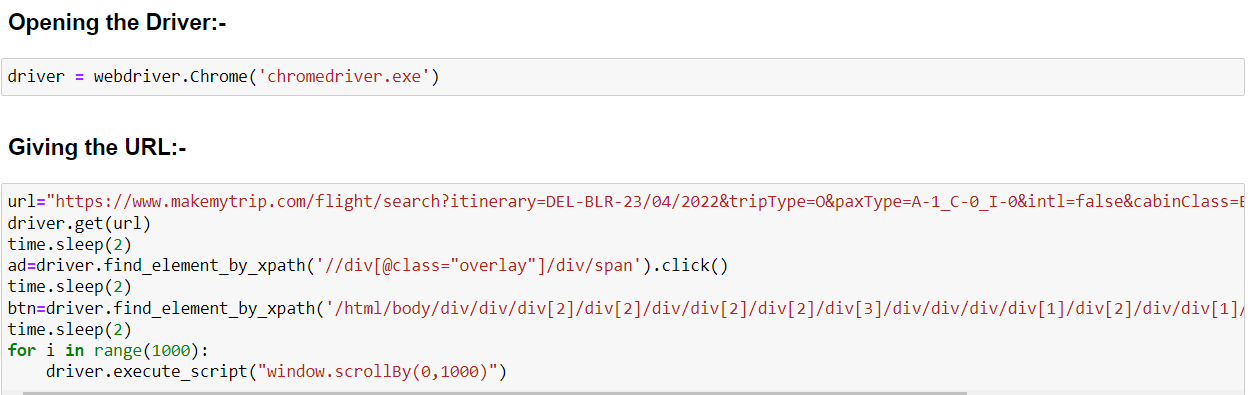 Opening the Driver:-
driver = webdriver.Chrome('chromedriver.exe')
Giving the URL:-
url="https://www.makemytrip.com/flight/search?itinerary=DEL-BLR-23/04/2022&tripType=O&paxType=A-1_C-0_I-0&intl=false&cabinClass=E
driver.get(url)
time.sleep(2)
ad=driver.find_element_by_xpath('//div[@class="overlay"]/div/span').click()
time.sleep(2)
btn=driver.find_element_by_xpath('/html/body/div/div/div[2]/div[2]/div/div[2]/div[2]/div[3]/div/div/div/div[1]/div[2]/div/div[1]/
time.sleep(2)
for i in range(1000):
    driver.execute_script("window.scrollBy(0,1000)")